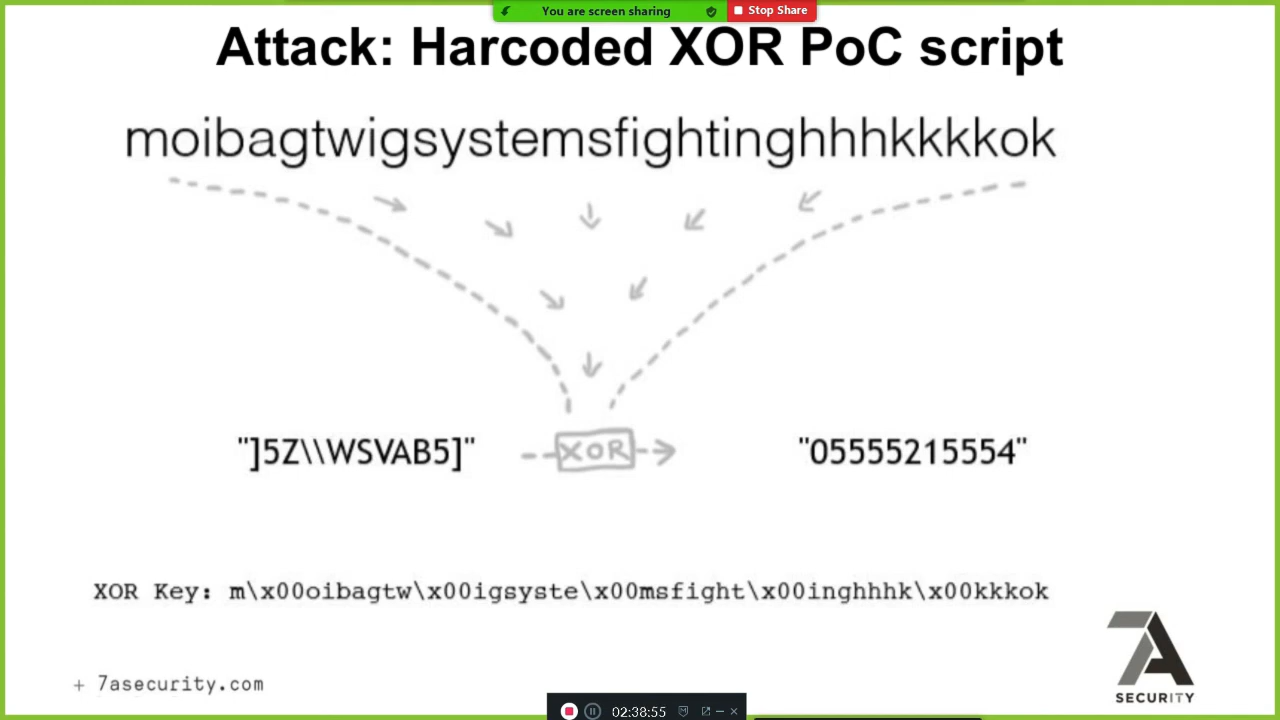 You are screen sharing
Stop Share
Attack: Harcoded XOR PoC script
moibagtwigsystemsfightinghhhkkkkok
"]5Z\\WSVAB5]"
XOR
"05555215554"
XOR Key: m\x00oibagtw\x00igsyste\x00msfight\x00inghhhk\x00kkkok
7A
SECURITY
+ 7asecurity.com
02:38:55